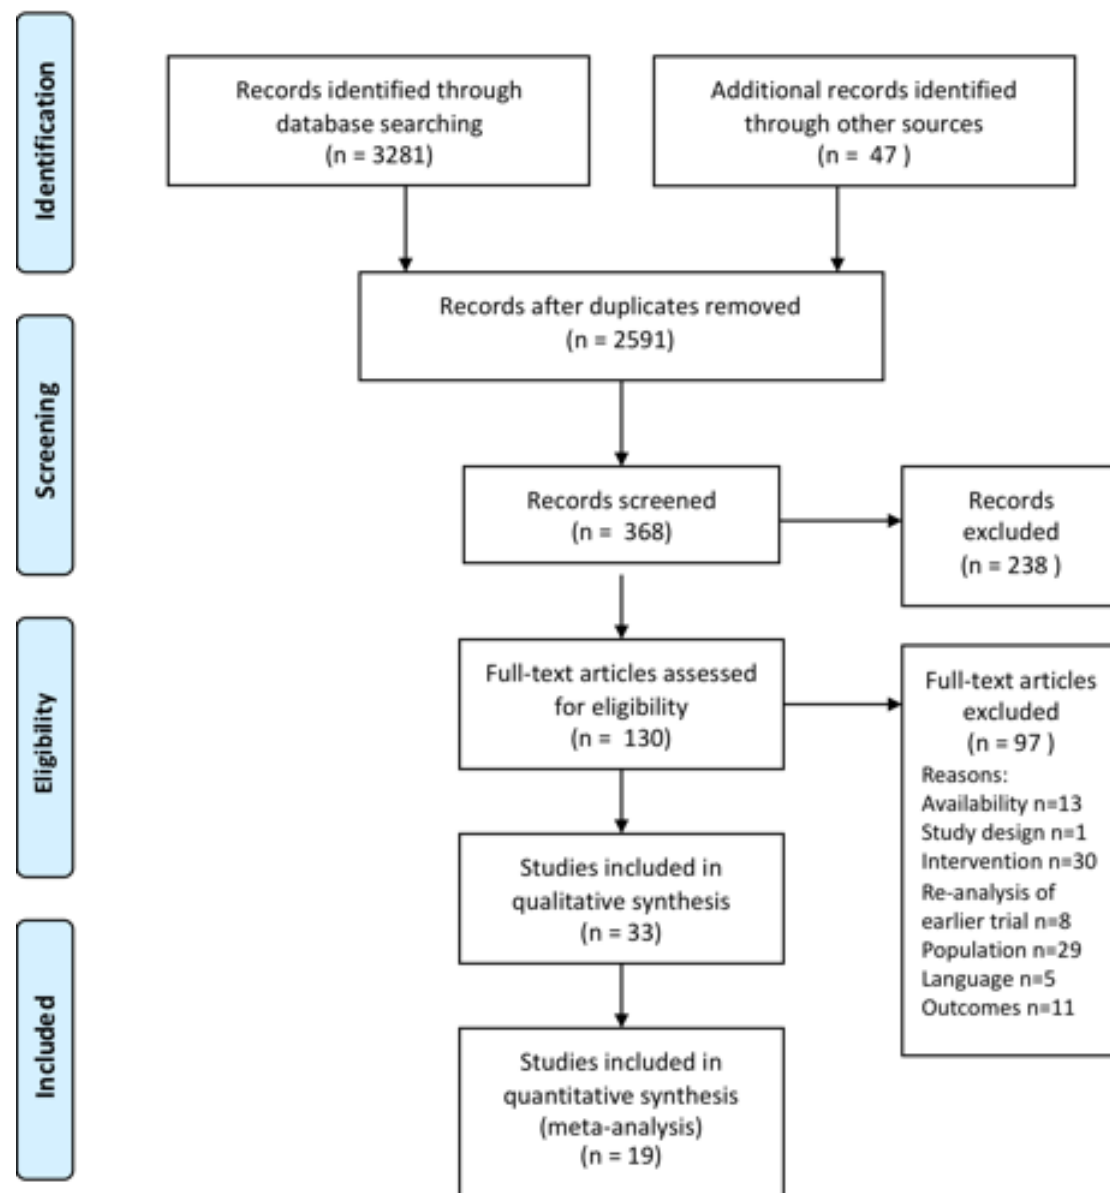 Identification
Records identified through
database searching
(n = 3281)
Additional records identified
through other sources
(n = 47 )
Records after duplicates removed
(n = 2591)
Screening
Records screened
(n = 368)
Records
excluded
(n = 238 )
Eligibility
Full-text articles assessed
for eligibility
(n = 130)
Full-text articles
excluded
(n = 97 )
Reasons:
Availability n=13
Study design n=1
Intervention n=30
Re-analysis of
earlier trial n=8
Population n=29
Language n=5
Outcomes n=11
Studies included in
qualitative synthesis
(n = 33)
Included
Studies included in
quantitative synthesis
(meta-analysis)
(n = 19)